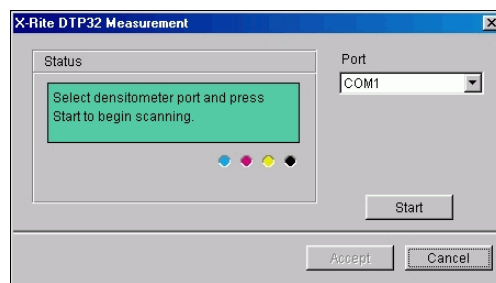 X-Rite DTP32 Measurement
Status
Select densitometer port and press
Start to begin scanning.
Port
COM1
Start
Accept
Cancel